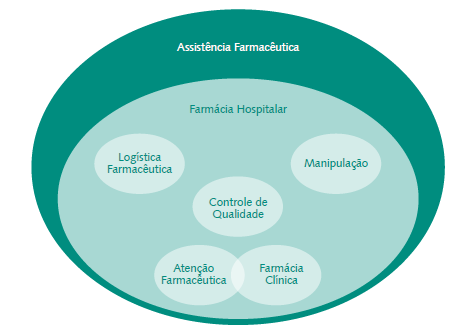 Assistência Farmacêutica
Farmácia Hospitalar
Logística
Farmacêutica
Manipulação
Controle de
Qualidade
Atenção
Farmacêutica
Farmácia
Clínica